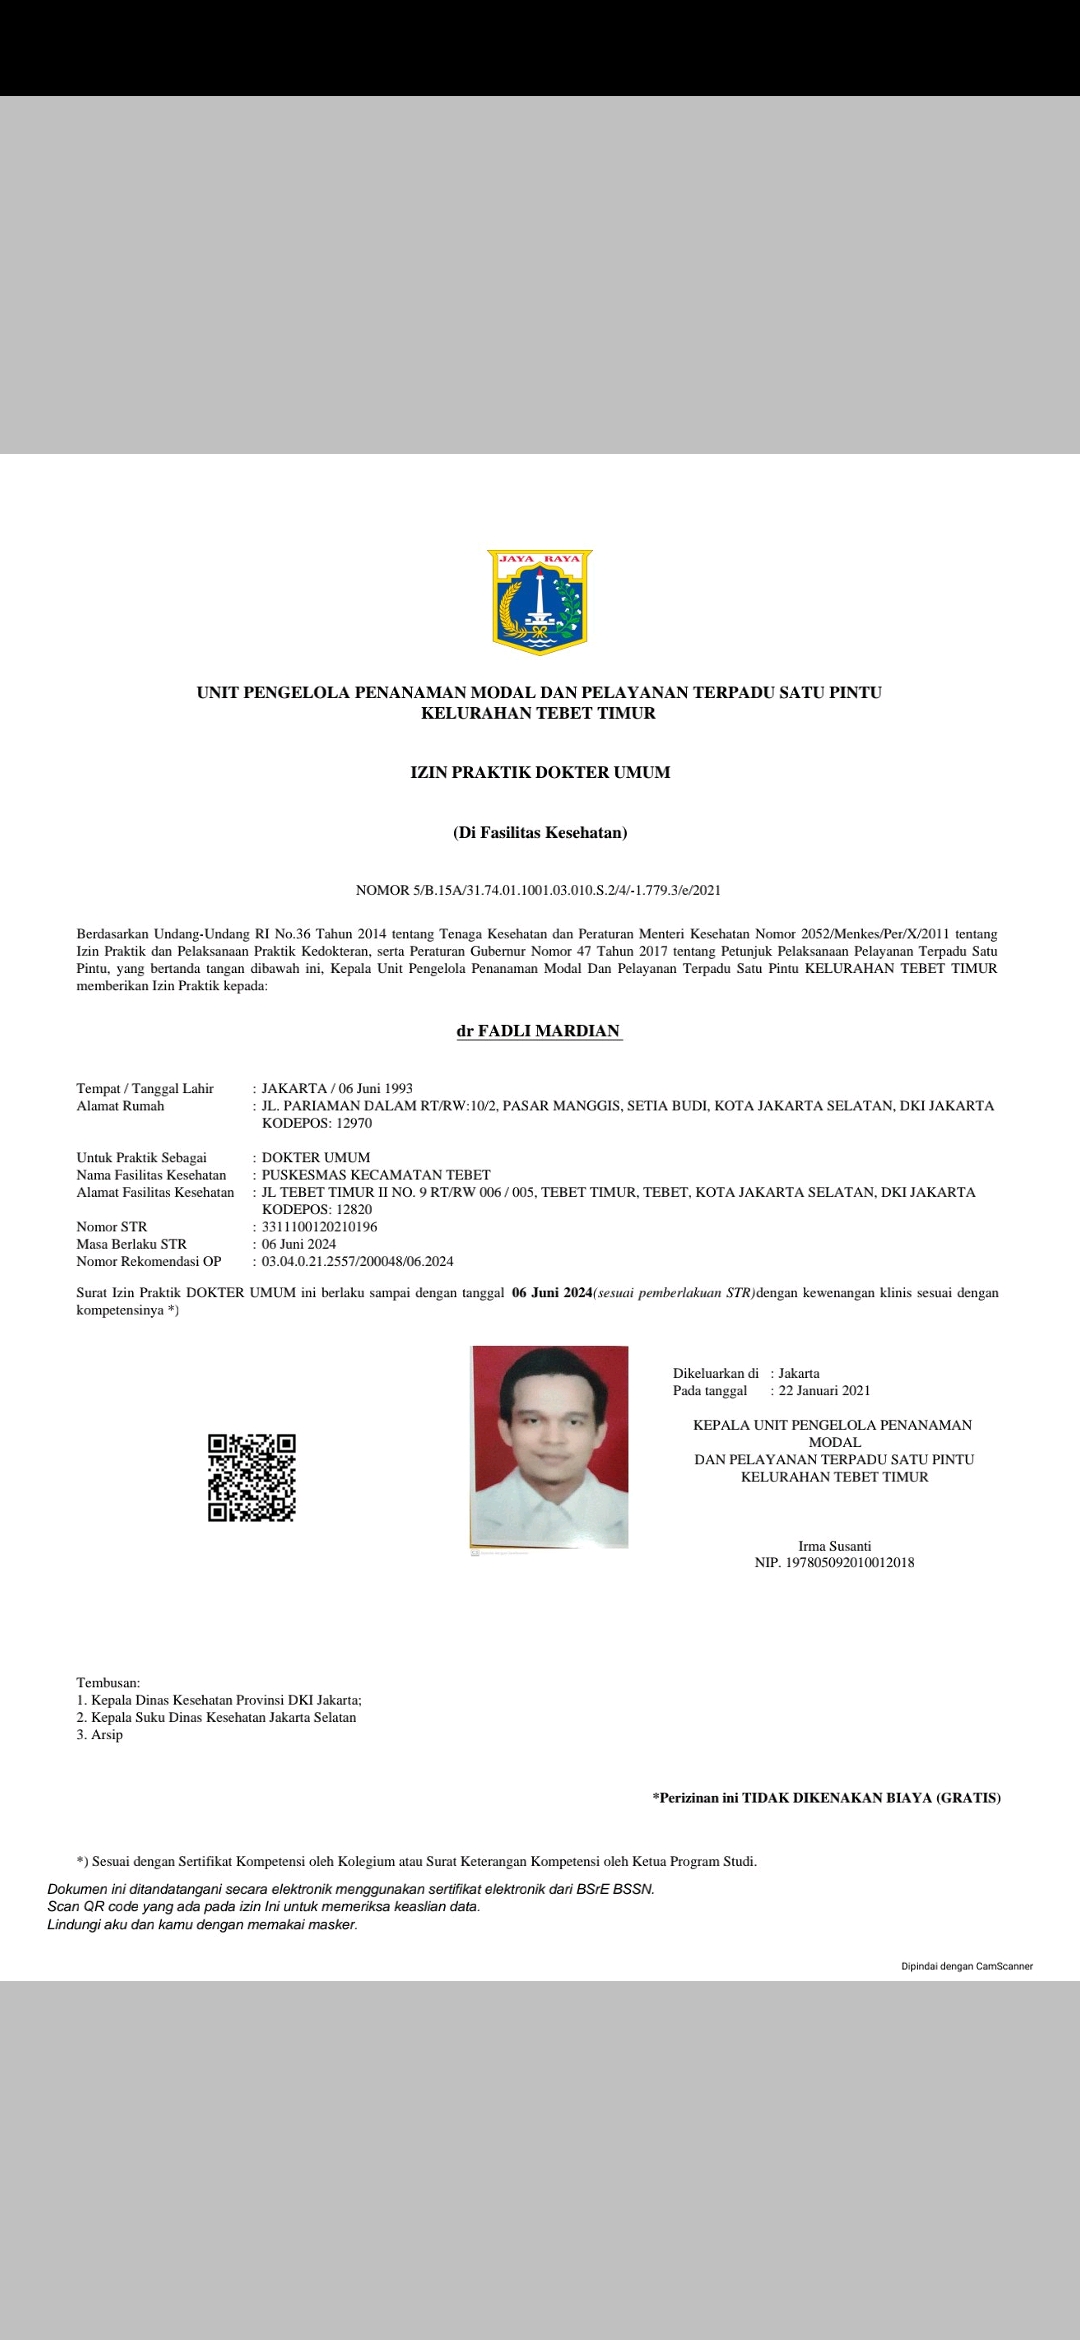 JAYA RAYA
UNIT PENGELOLA PENANAMAN MODAL DAN PELAYANAN TERPADU SATU PINTU
KELURAHAN TEBET TIMUR
IZIN PRAKTIK DOKTER UMUM
(Di Fasilitas Kesehatan)
NOMOR 5/B.15A/31.74.01.1001.03.010.S.2/4/-1.779.3/e/2021
Berdasarkan Undang-Undang RI No.36 Tahun 2014 tentang Tenaga Kesehatan dan Peraturan Menteri Kesehatan Nomor 2052/Menkes/Per/X/2011 tentang
Izin Praktik dan Pelaksanaan Praktik Kedokteran, serta Peraturan Gubernur Nomor 47 Tahun 2017 tentang Petunjuk Pelaksanaan Pelayanan Terpadu Satu
Pintu, yang bertanda tangan dibawah ini, Kepala Unit Pengelola Penanaman Modal Dan Pelayanan Terpadu Satu Pintu KELURAHAN TEBET TIMUR
memberikan Izin Praktik kepada:
dr FADLI MARDIAN
Tempat / Tanggal Lahir : JAKARTA / 06 Juni 1993
Alamat Rumah : JL. PARIAMAN DALAM RT/RW:10/2, PASAR MANGGIS, SETIA BUDI, KOTA JAKARTA SELATAN, DKI JAKARTA
KODEPOS: 12970
Untuk Praktik Sebagai : DOKTER UMUM
Nama Fasilitas Kesehatan : PUSKESMAS KECAMATAN TEBET
Alamat Fasilitas Kesehatan : JL TEBET TIMUR II NO. 9 RT/RW 006 / 005, TEBET TIMUR, TEBET, KOTA JAKARTA SELATAN, DKI JAKARTA
KODEPOS: 12820
Nomor STR : 3311100120210196
Masa Berlaku STR : 06 Juni 2024
Nomor Rekomendasi OP : 03.04.0.21.2557/200048/06.2024
Surat Izin Praktik DOKTER UMUM ini berlaku sampai dengan tanggal 06 Juni 2024(sesuai pemberlakuan STR)dengan kewenangan klinis sesuai dengan
kompetensinya *)
Dikeluarkan di : Jakarta
Pada tanggal : 22 Januari 2021
KEPALA UNIT PENGELOLA PENANAMAN
MODAL
DAN PELAYANAN TERPADU SATU PINTU
KELURAHAN TEBET TIMUR
Irma Susanti
NIP. 197805092010012018
Tembusan:
1. Kepala Dinas Kesehatan Provinsi DKI Jakarta;
2. Kepala Suku Dinas Kesehatan Jakarta Selatan
3. Arsip
*Perizinan ini TIDAK DIKENAKAN BIAYA (GRATIS)
*) Sesuai dengan Sertifikat Kompetensi oleh Kolegium atau Surat Keterangan Kompetensi oleh Ketua Program Studi.
Dokumen ini ditandatangani secara elektronik menggunakan sertifikat elektronik dari BSrE BSSN.
Scan QR code yang ada pada izin Ini untuk memeriksa keaslian data.
Lindungi aku dan kamu dengan memakai masker.
Dipindai dengan CamScanner